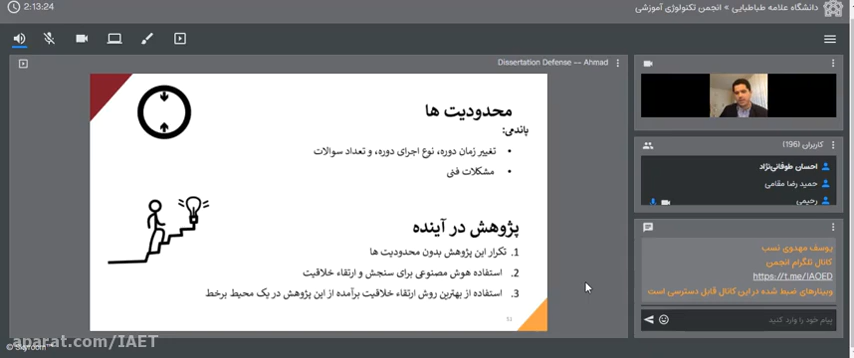 2:13:24
دانشگاه علامه طباطبایی » انجمن تکنولوژی آموزشی
Dissertation Defense -- Ahmad
محدودیت ها
پاندمی:
• تغییر زمان دوره، نوع اجرای دوره، و تعداد سوالات
• مشکلات فنی
پژوهش در آینده
1. تکرار این پژوهش بدون محدودیت ها
2. استفاده هوش مصنوعی برای سنجش و ارتقاء خلاقیت
3. استفاده از بهترین روش ارتقاء خلاقیت برآمده از این پژوهش در یک محیط برخط
کاربران (196)
احسان طوفانی‌نژاد
حمید رضا مقامی
رحیمی
یوسف مهدوی نسب
کانال تلگرام انجمن
https://t.me/IAOED
وبینارهای ضبط شده در این کانال قابل دسترسی است
پیام خود را وارد کنید
aparat.com/IAET
© Skyroom